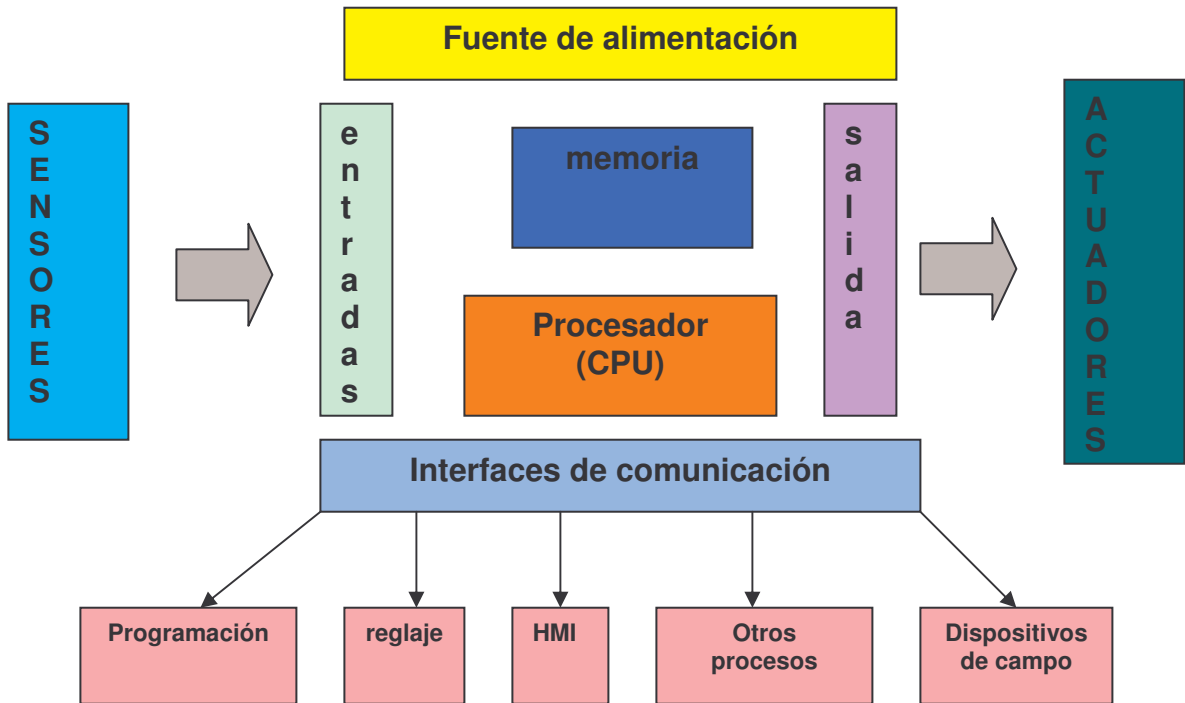 Fuente de alimentación
SENSORES
entradas
memoria
Procesador
(CPU)
salida
ACTUADORES
Interfaces de comunicación
Programación
reglaje
HMI
Otros
procesos
Dispositivos
de campo